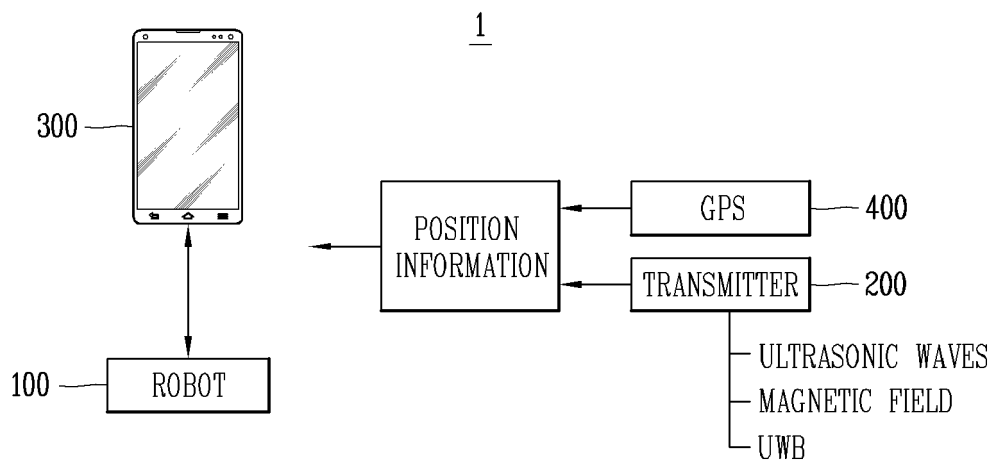 1
300
POSITION
INFORMATION
GPS
400
TRANSMITTER
200
ULTRASONIC WAVES
MAGNETIC FIELD
UWB
100
ROBOT